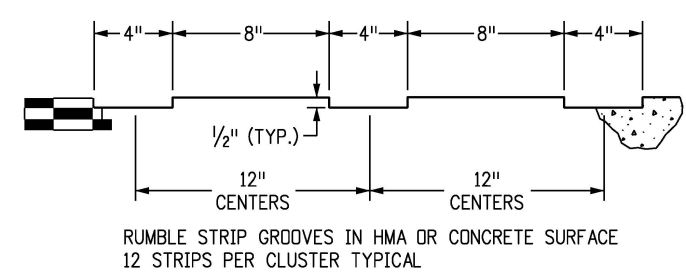 4" 8" 4" 8" 4"
1/2" (TYP.)
12" 12"
CENTERS CENTERS
RUMBLE STRIP GROOVES IN HMA OR CONCRETE SURFACE
12 STRIPS PER CLUSTER TYPICAL